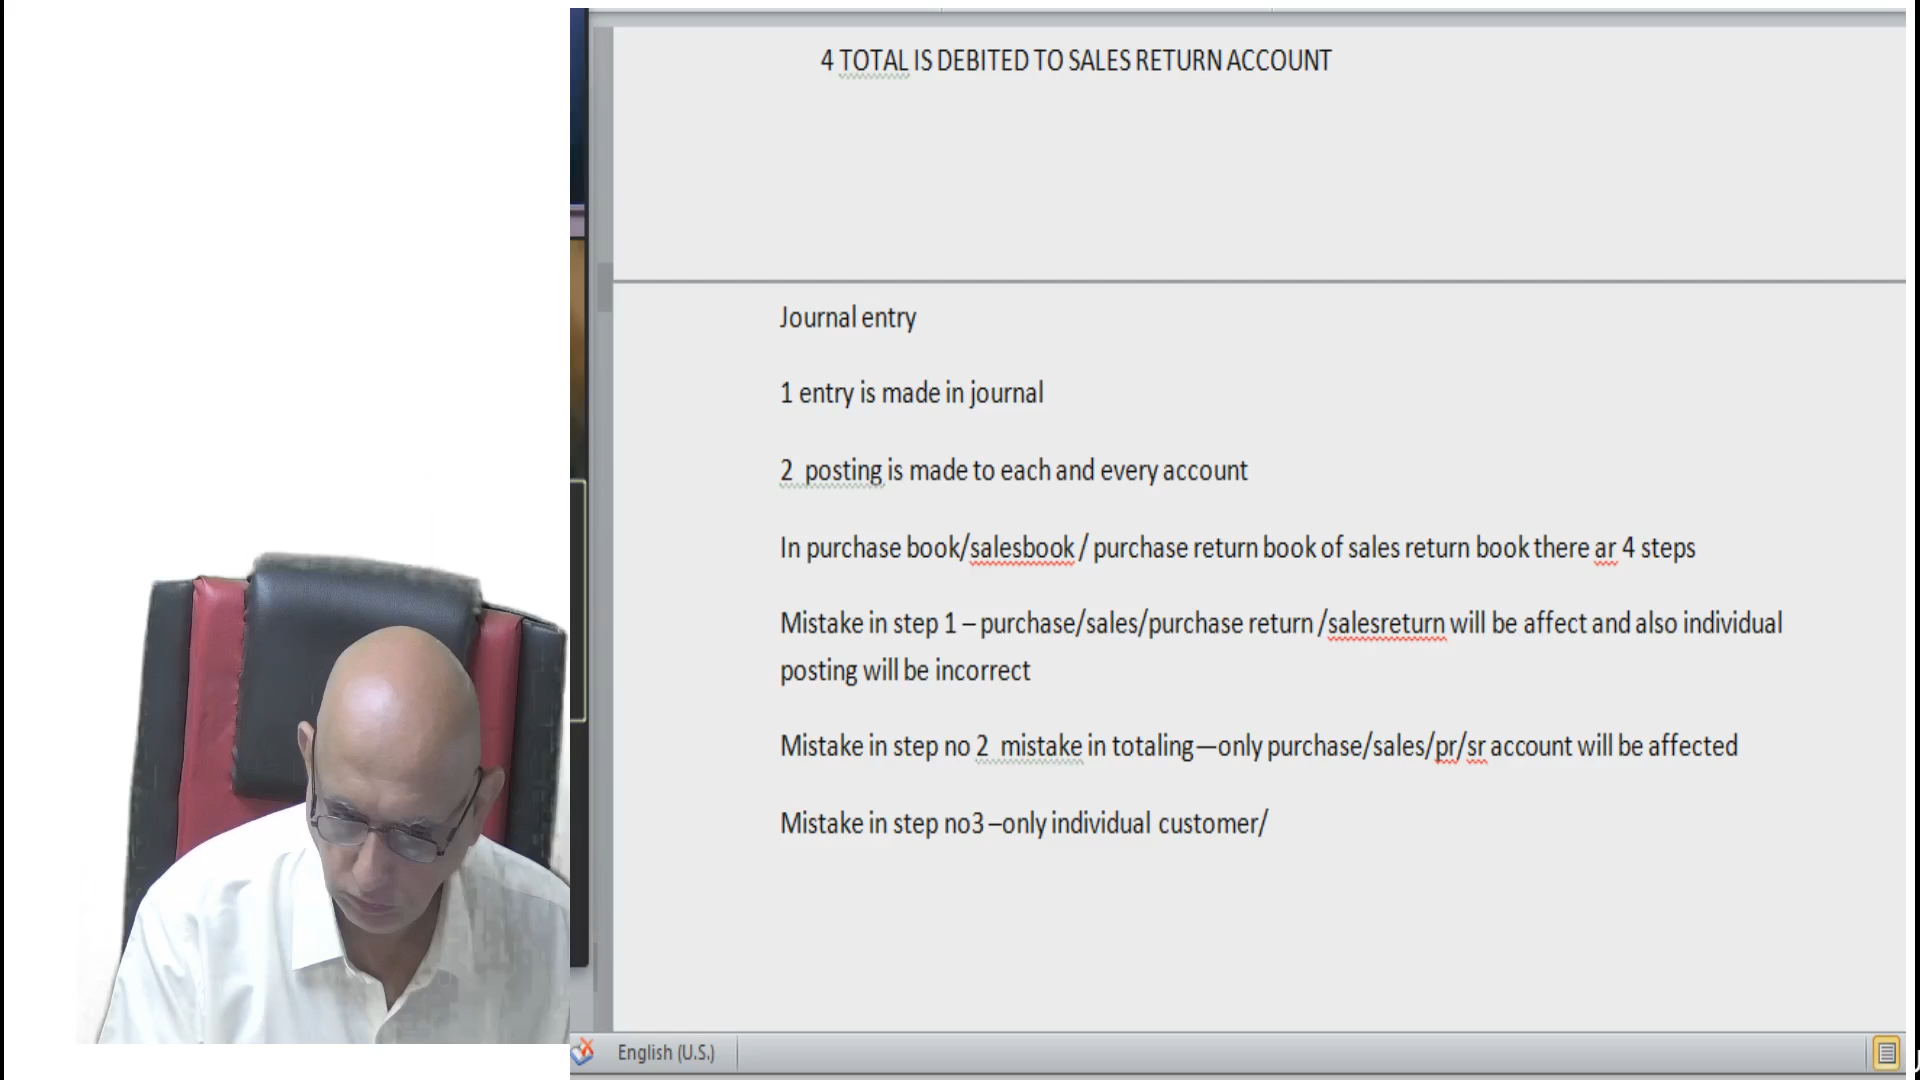 4 TOTAL IS DEBITED TO SALES RETURN ACCOUNT
Journal entry
1 entry is made in journal
2 posting is made to each and every account
In purchase book/salesbook / purchase return book of sales return book there ar 4 steps
Mistake in step 1 – purchase/sales/purchase return /salesreturn will be affect and also individual
posting will be incorrect
Mistake in step no 2 mistake in totaling—only purchase/sales/pr/sr account will be affected
Mistake in step no3 –only individual customer/
English (U.S.)